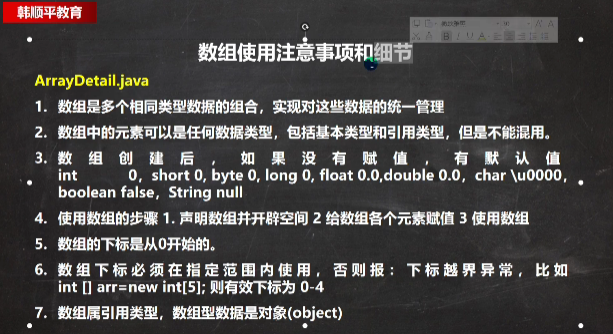 韩顺平教育
数组使用注意事项和细节
ArrayDetail.java
1. 数组是多个相同类型数据的组合，实现对这些数据的统一管理
2. 数组中的元素可以是任何数据类型，包括基本类型和引用类型，但是不能混用。
3. 数组创建后，如果没有赋值，有默认值
int 0，short 0, byte 0, long 0, float 0.0,double 0.0，char \u0000，
boolean false，String null
4. 使用数组的步骤 1. 声明数组并开辟空间 2 给数组各个元素赋值 3 使用数组
5. 数组的下标是从0开始的。
6. 数组下标必须在指定范围内使用，否则报：下标越界异常，比如
int [] arr=new int[5]; 则有效下标为 0-4
7. 数组属引用类型，数组型数据是对象(object)